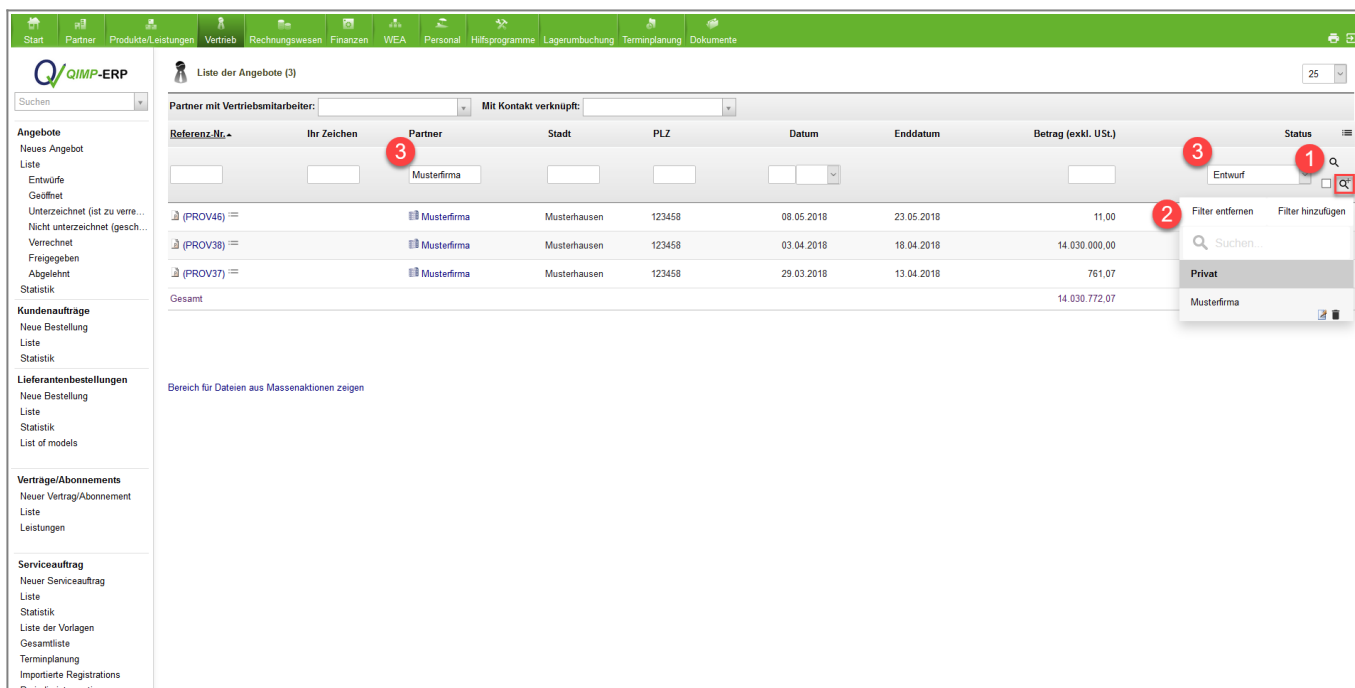 Start Partner Produkte/Leistungen Vertrieb Rechnungswesen Finanzen WEA Personal Hilfsprogramme Lagerumbuchung Terminplanung Dokumente
QIMP-ERP
Suchen
Angebote
Neues Angebot
Liste
Entwürfe
Geöffnet
Unterzeichnet (ist zu verre...
Nicht unterzeichnet (gesch...
Verrechnet
Freigegeben
Abgelehnt
Statistik
Kundenaufträge
Neue Bestellung
Liste
Statistik
Lieferantenbestellungen
Neue Bestellung
Liste
Statistik
List of models
Verträge/Abonnements
Neuer Vertrag/Abonnement
Liste
Leistungen
Serviceauftrag
Neuer Serviceauftrag
Liste
Statistik
Liste der Vorlagen
Gesamtliste
Terminplanung
Importierte Registrations
Liste der Angebote (3) 25
Partner mit Vertriebsmitarbeiter: Mit Kontakt verknüpft:
Referenz-Nr. Ihr Zeichen Partner Stadt PLZ Datum Enddatum Betrag (exkl. USt.) Status
3 3 1
Musterfirma Entwurf
(PROV46) Musterfirma Musterhausen 123458 08.05.2018 23.05.2018 11,00
(PROV38) Musterfirma Musterhausen 123458 03.04.2018 18.04.2018 14.030.000,00
(PROV37) Musterfirma Musterhausen 123458 29.03.2018 13.04.2018 761,07
Gesamt 14.030.772,07
2 Filter entfernen Filter hinzufügen
Suchen...
Privat
Musterfirma
Bereich für Dateien aus Massenaktionen zeigen